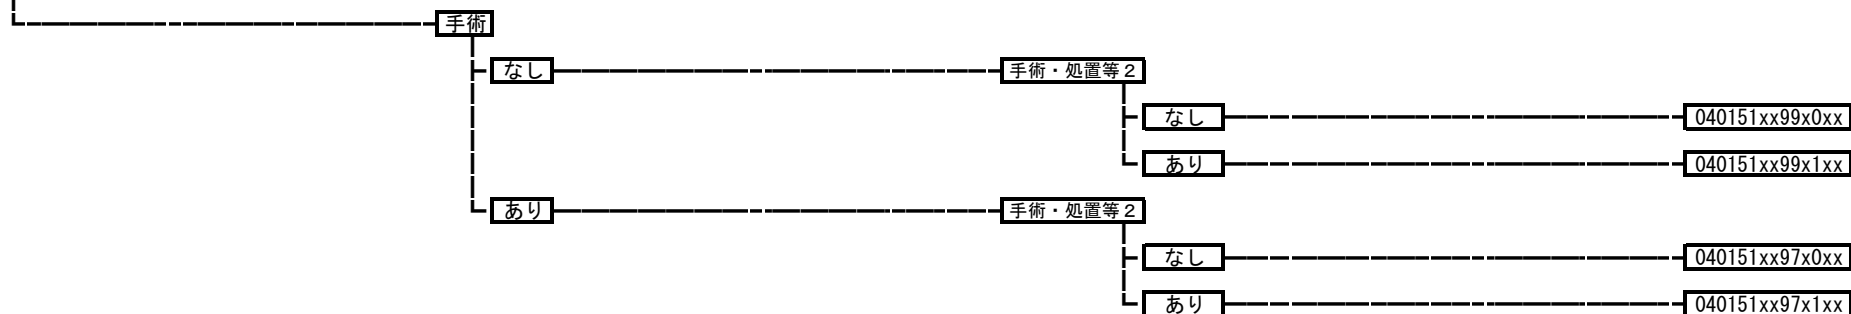 手術
なし 手術・処置等２
なし 040151xx99x0xx
あり 040151xx99x1xx
あり 手術・処置等２
なし 040151xx97x0xx
あり 040151xx97x1xx